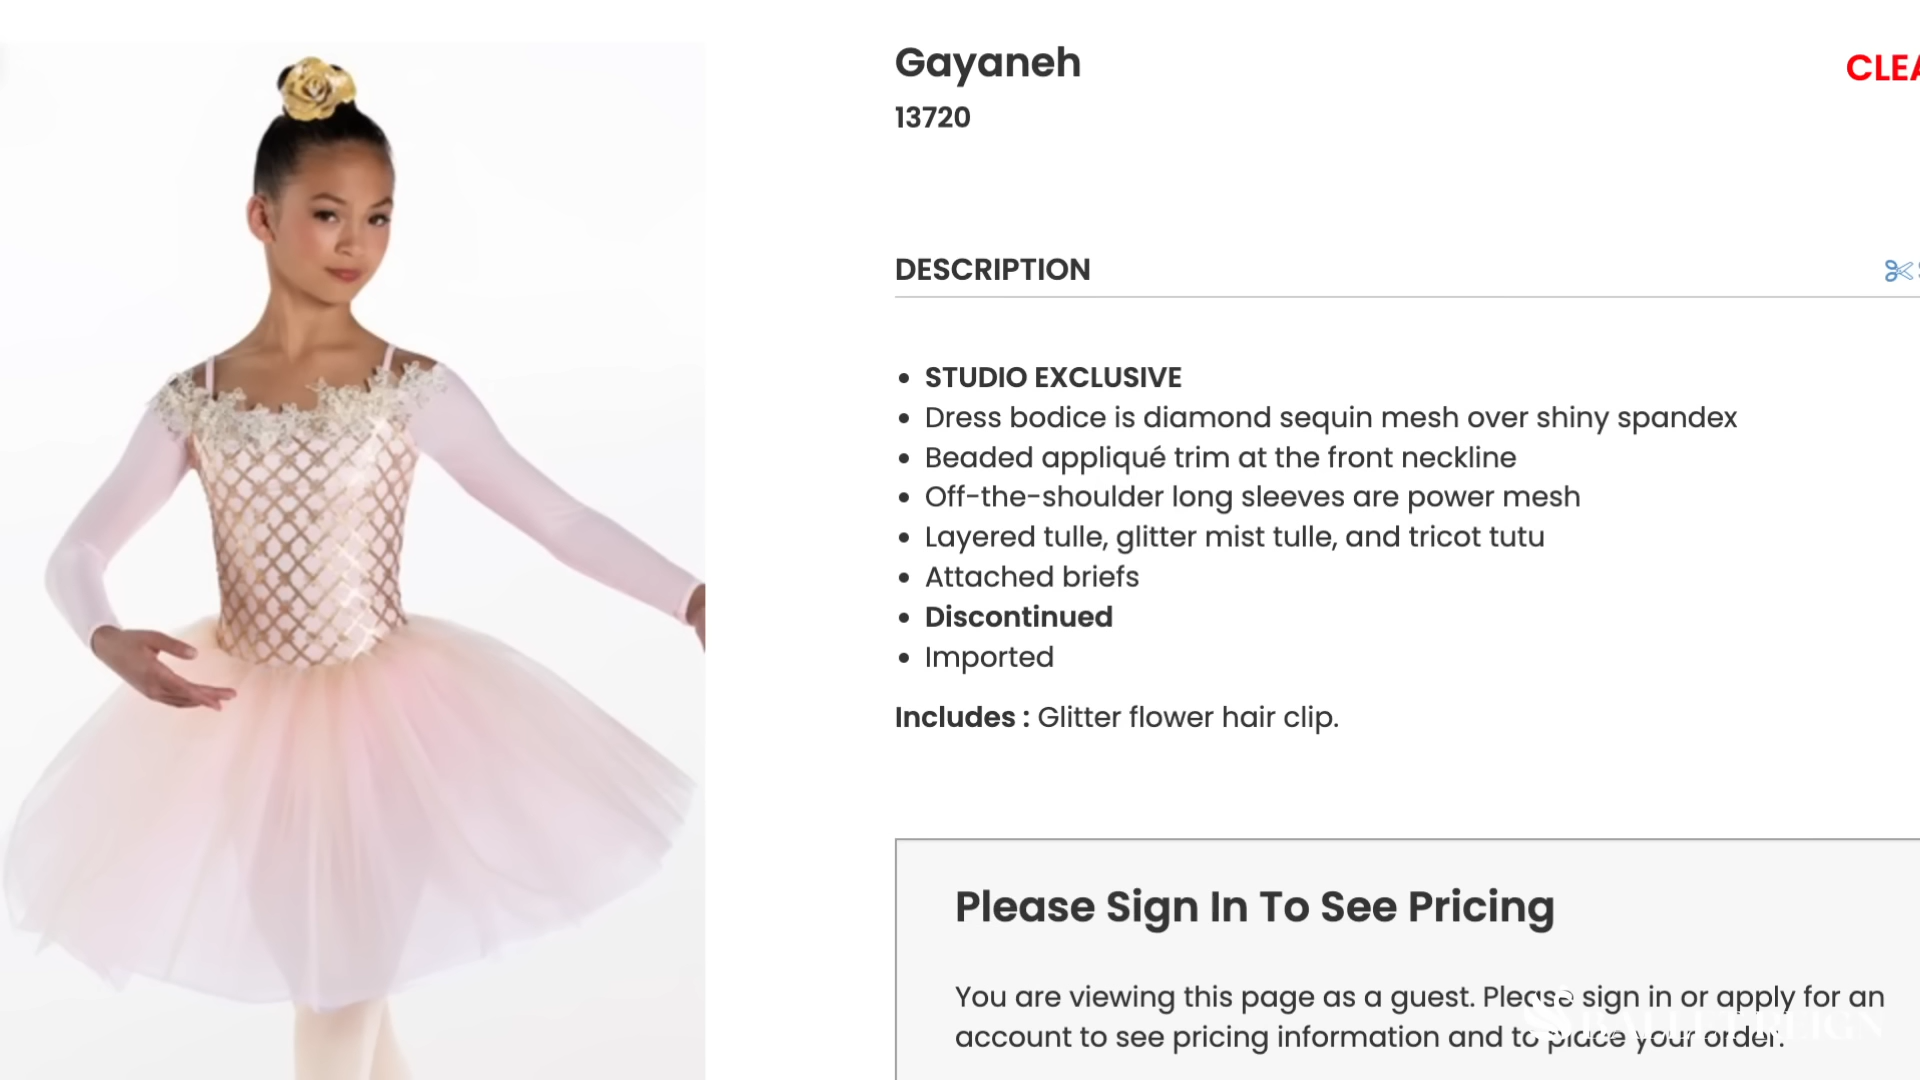 Gayaneh
CLEA
13720
DESCRIPTION
STUDIO EXCLUSIVE
Dress bodice is diamond sequin mesh over shiny spandex
Beaded appliqué trim at the front neckline
Off-the-shoulder long sleeves are power mesh
Layered tulle, glitter mist tulle, and tricot tutu
Attached briefs
Discontinued
Imported
Includes : Glitter flower hair clip.
Please Sign In To See Pricing
You are viewing this page as a guest. Please sign in or apply for an
account to see pricing information and to place your order.